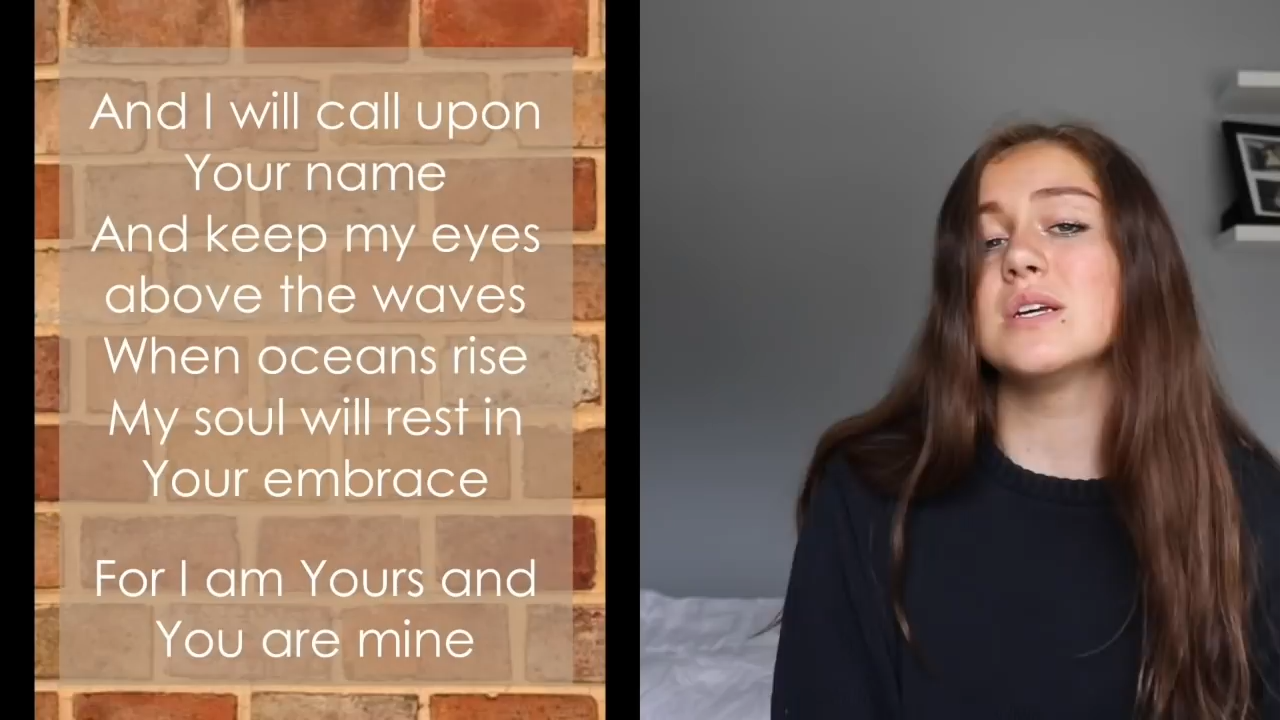 And I will call upon
Your name
And keep my eyes
above the waves
When oceans rise
My soul will rest in
Your embrace
For I am Yours and
You are mine